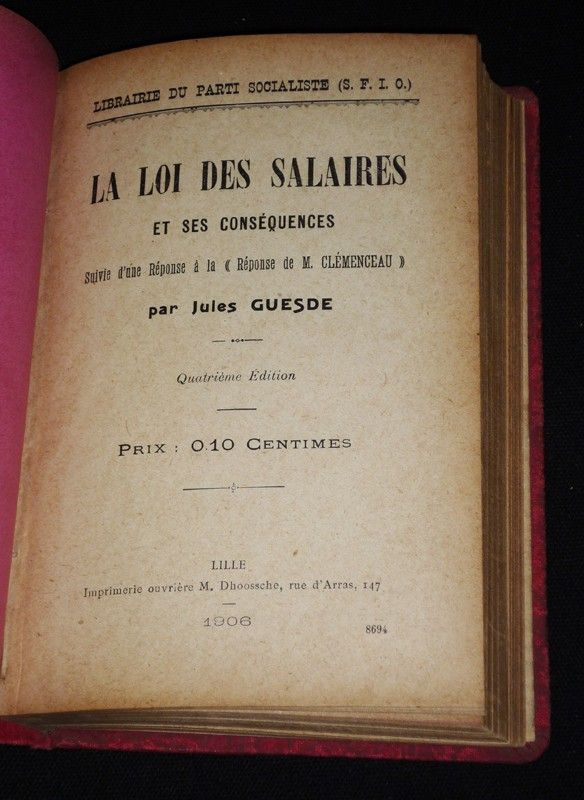 LIBRAIRIE DU PARTI SOCIALISTE (S. F. I. O.)
LA LOI DES SALAIRES
ET SES CONSÉQUENCES
Suivie d'une Réponse à la « Réponse de M. CLÉMENCEAU »
par Jules GUESDE
Quatrième Édition
PRIX : 0.10 CENTIMES
LILLE
Imprimerie ouvrière M. Dhoossche, rue d'Arras, 147
1906
8694